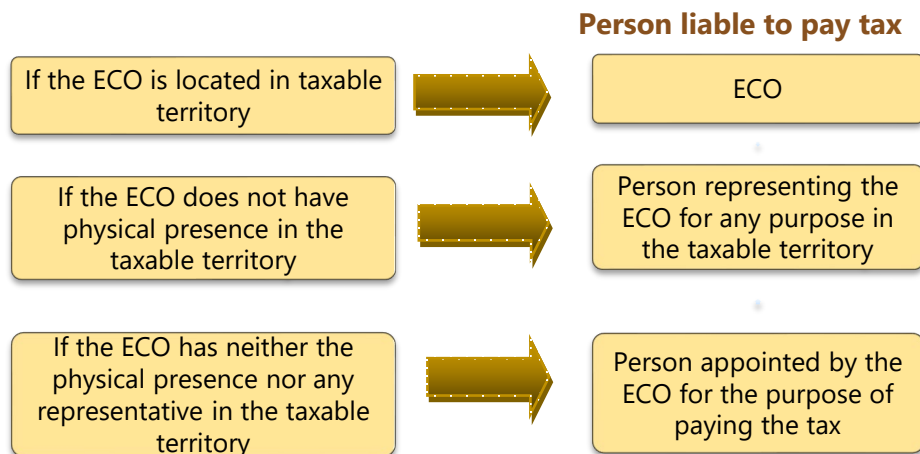 Person liable to pay tax
If the ECO is located in taxable
territory
ECO
If the ECO does not have
physical presence in the
taxable territory
Person representing the
ECO for any purpose in
the taxable territory
If the ECO has neither the
physical presence nor any
representative in the taxable
territory
Person appointed by the
ECO for the purpose of
paying the tax